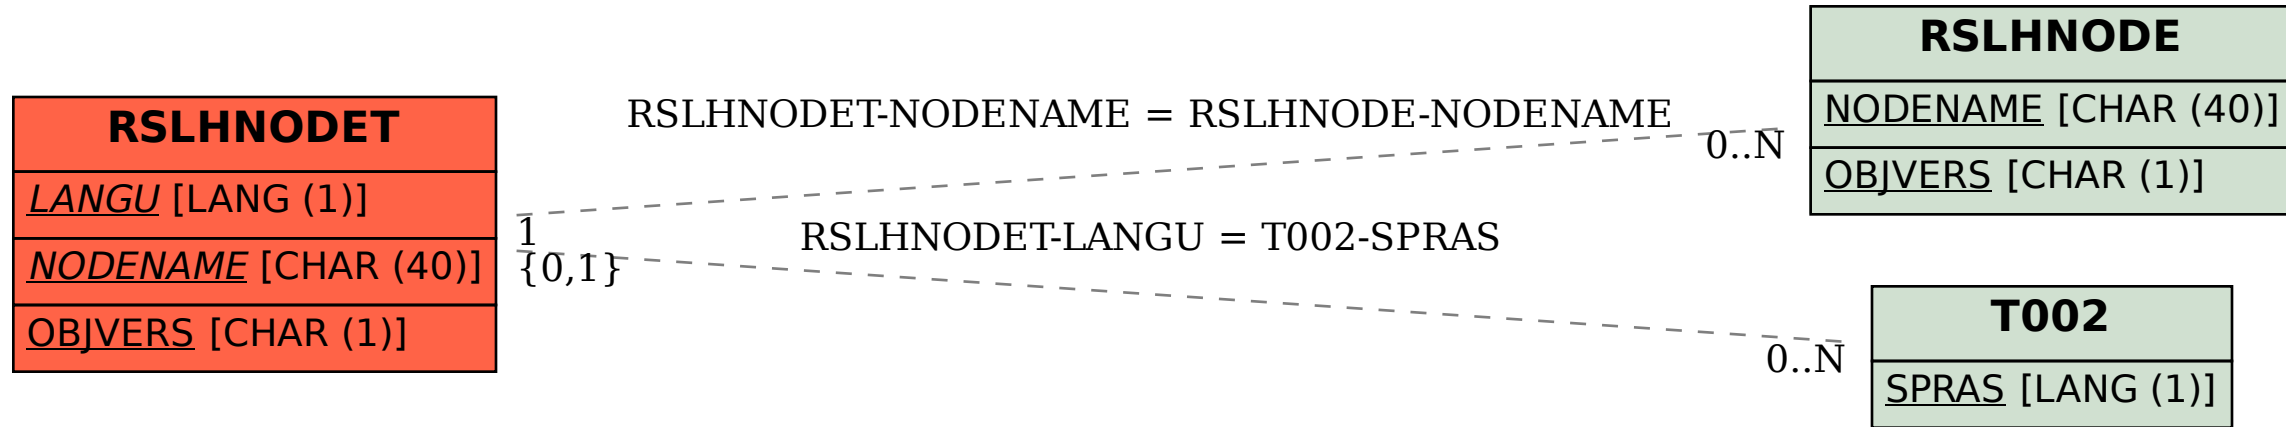 RSLHNODET
LANGU [LANG (1)]
NODENAME [CHAR (40)]
OBJVERS [CHAR (1)]
RSLHNODET-NODENAME = RSLHNODE-NODENAME
0..N
1
RSLHNODET-LANGU = T002-SPRAS
{0,1}
0..N
RSLHNODE
NODENAME [CHAR (40)]
OBJVERS [CHAR (1)]
T002
SPRAS [LANG (1)]